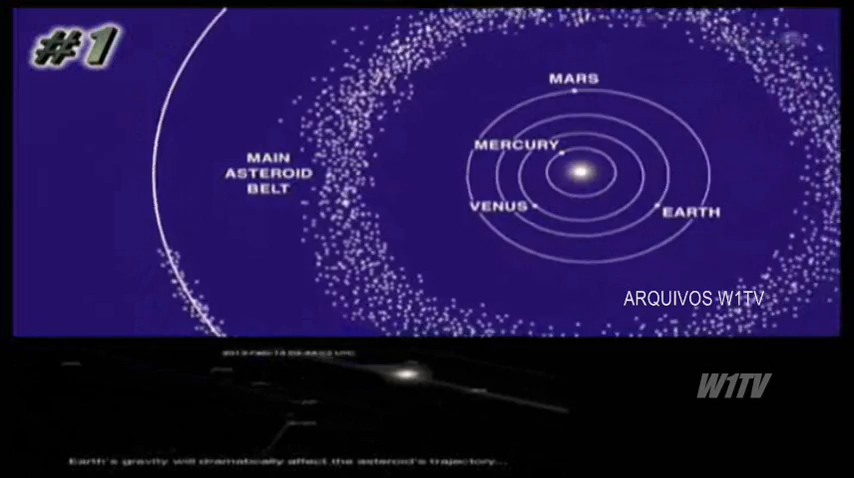 #1
MARS
MERCURY
MAIN
ASTEROID
BELT
VENUS
EARTH
ARQUIVOS W1TV
W1TV
Earth's gravity will dramatically affect the asteroid's trajectory...